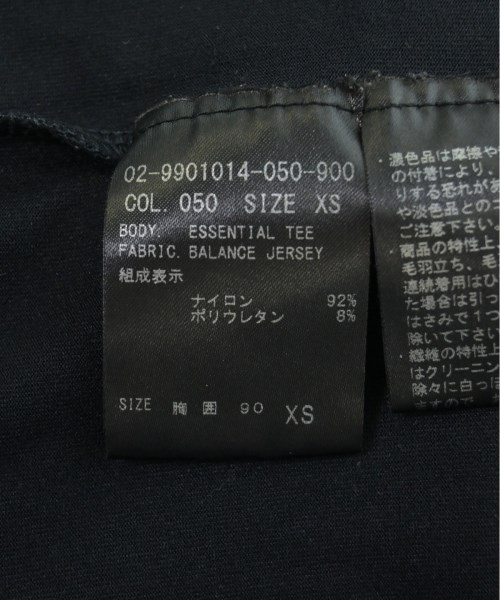 02-9901014-050-900
COL. 050 SIZE XS
BODY. ESSENTIAL TEE
FABRIC. BALANCE JERSEY
組成表示
ナイロン 92%
ポリウレタン 8%
SIZE 胸囲 90 XS
濃色品は摩擦や
の付着により、
りする恐れが
や淡色品との
ご注意下さい
商品の特性上
毛羽立ち、毛
連続着用はひ
た場合は引っ
はさみで1つ
除いて下さい
繊維の特性上
はクリーニン
除々に白っぽ
ますので